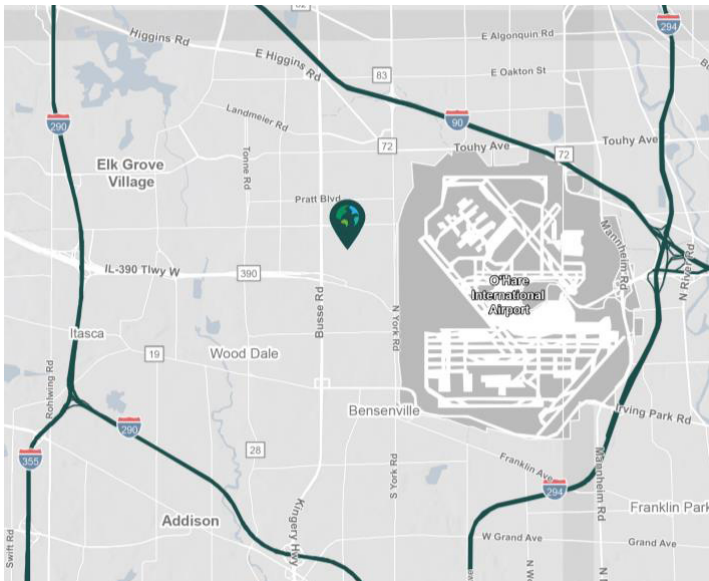 62
294
Higgins Rd
E Algonquin Rd
E Higgins Rd
83
E Oakton St
290
Landmeier Rd
90
72
Touhy Ave
Touhy Ave
72
Elk Grove
Village
Tonne Rd
Pratt Blvd
Mannheim Rd
N River Rd
IL-390 Tlwy W
390
O'Hare
International
Airport
Busse Rd
N York Rd
Itasca
19
Wood Dale
Rohlwing Rd
Bensenville
Irving Park Rd
290
28
355
Franklin Ave
Mannheim Rd
S York Rd
294
Kingery Hwy
Franklin Park
Addison
Swift Rd
W Grand Ave
Grand Ave
N W